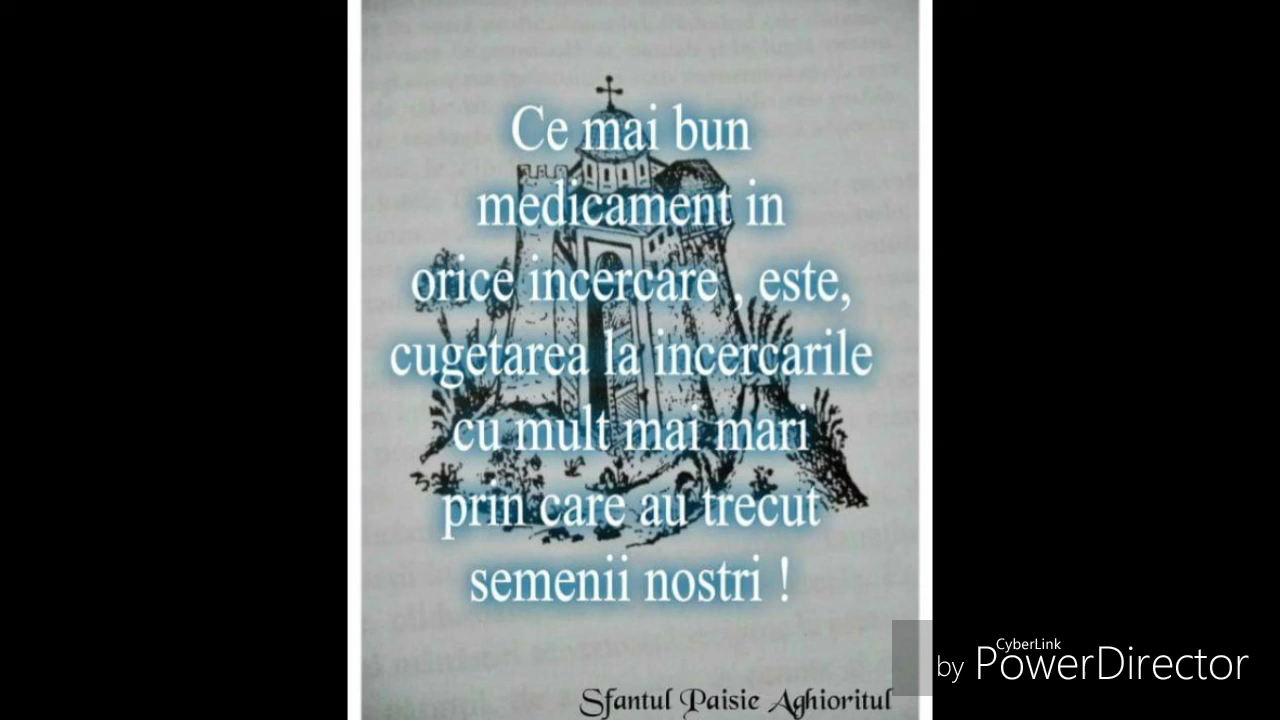 Ce mai bun
medicament in
orice incercare , este,
cugetarea la incercarile
cu mult mai mari
prin care au trecut
semenii nostri !
Sfantul Paisie Aghioritul
CyberLink
by PowerDirector